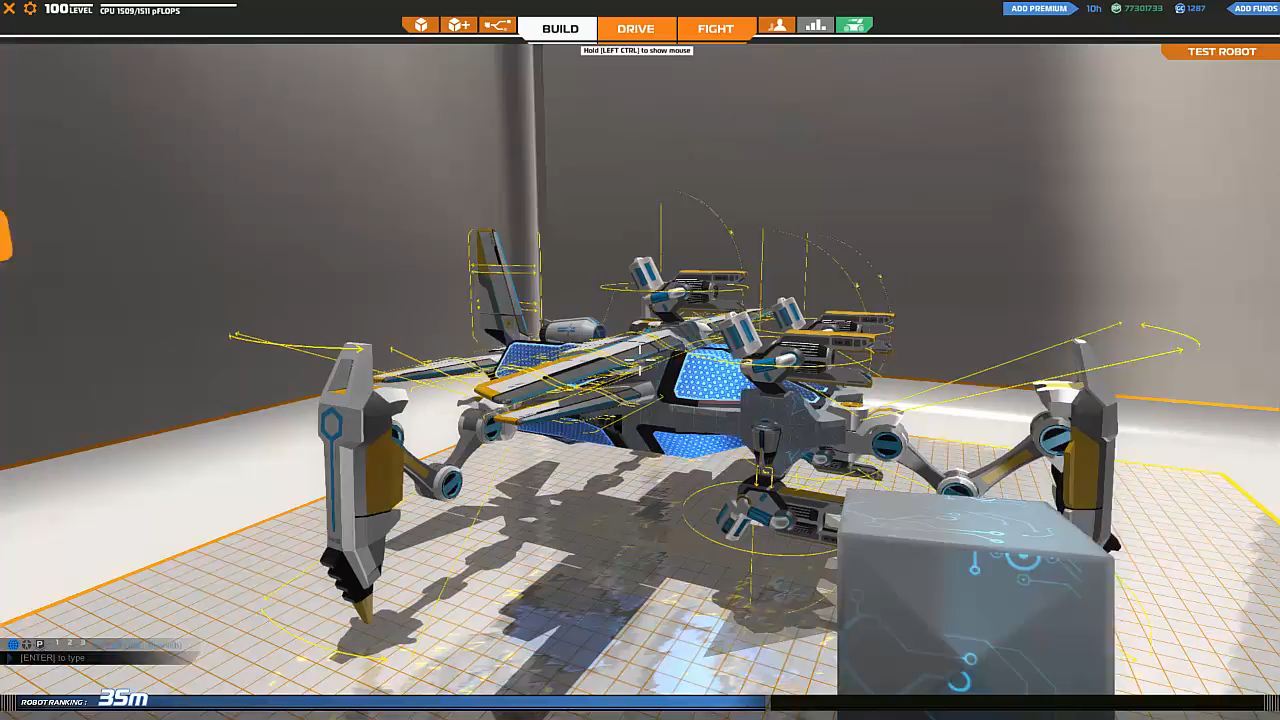 100 LEVEL CPU 1509/1511 pFLOPS
ADD PREMIUM 10h 77301733 1287 ADD FUNDS
BUILD DRIVE FIGHT
Hold [LEFT CTRL] to show mouse
TEST ROBOT
P 1 2 3
[ENTER] to type
ROBOT RANKING : 35m